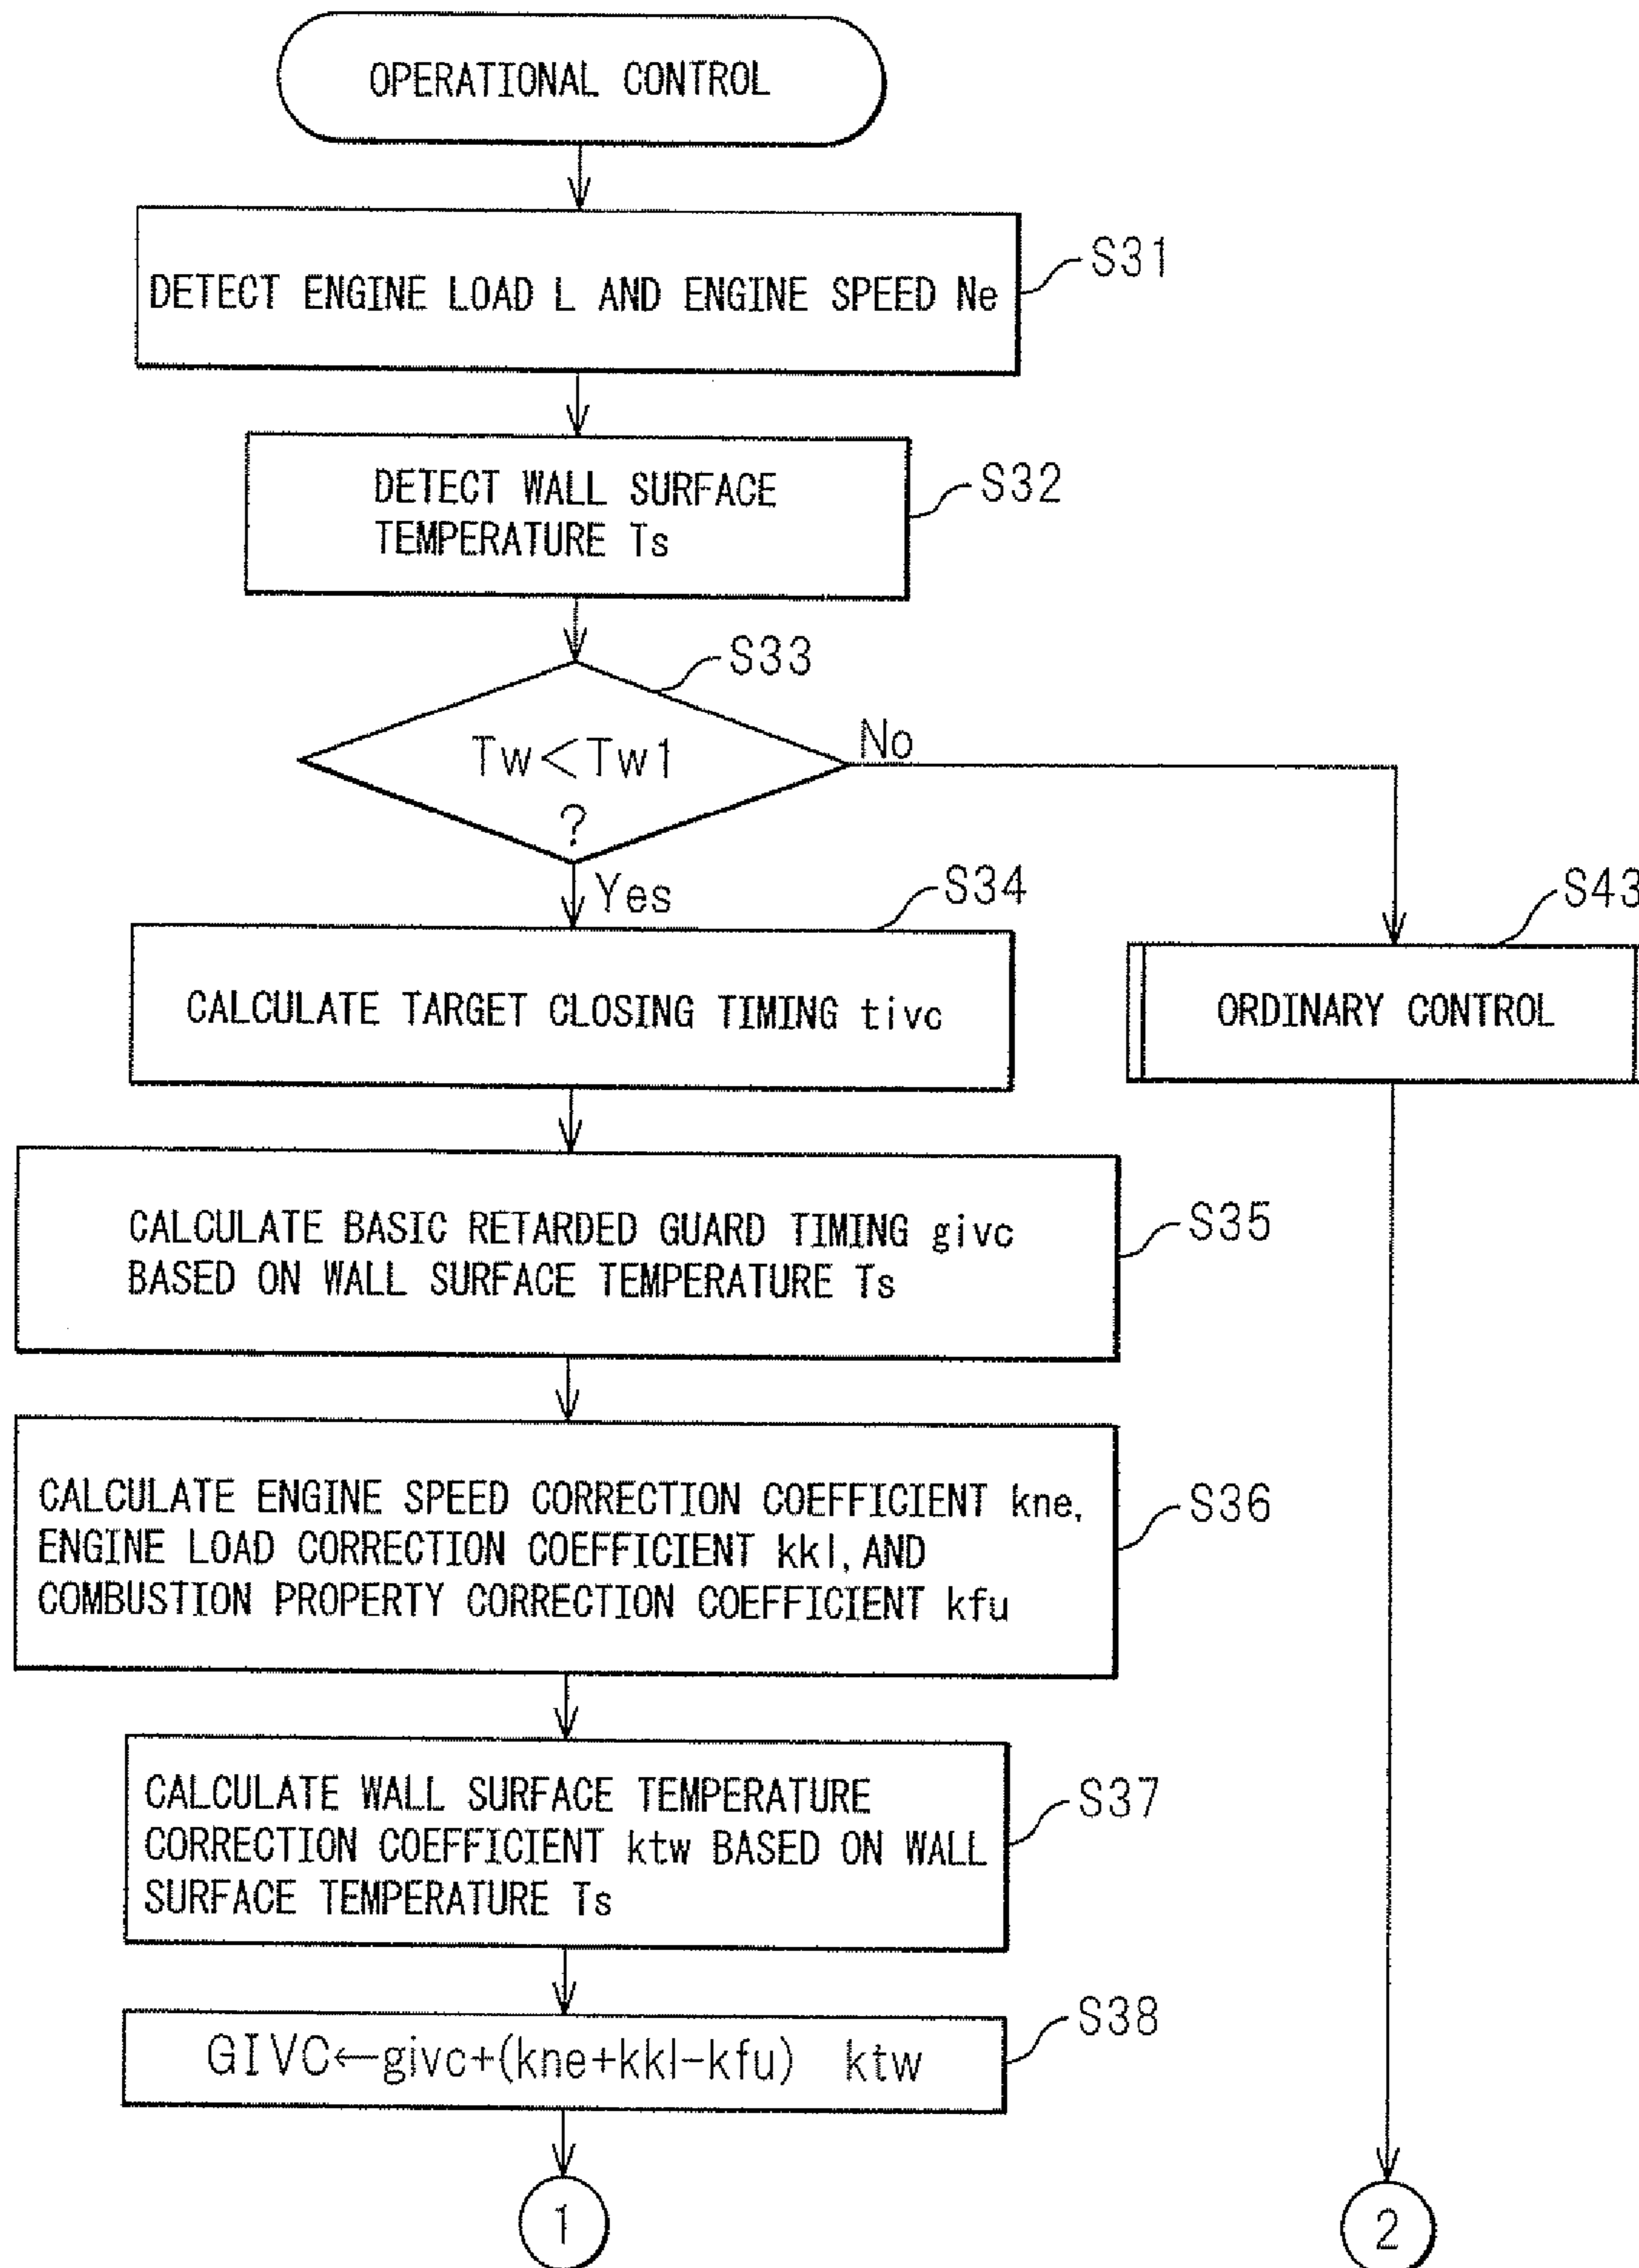 OPERATIONAL CONTROL
DETECT ENGINE LOAD L AND ENGINE SPEED Ne
S31
DETECT WALL SURFACE
TEMPERATURE Ts
S32
S33
Tw<Tw1
?
No
Yes
S34
CALCULATE TARGET CLOSING TIMING tivc
S43
ORDINARY CONTROL
CALCULATE BASIC RETARDED GUARD TIMING givc
BASED ON WALL SURFACE TEMPERATURE Ts
S35
CALCULATE ENGINE SPEED CORRECTION COEFFICIENT kne,
ENGINE LOAD CORRECTION COEFFICIENT kkl, AND
COMBUSTION PROPERTY CORRECTION COEFFICIENT kfu
S36
CALCULATE WALL SURFACE TEMPERATURE
CORRECTION COEFFICIENT ktw BASED ON WALL
SURFACE TEMPERATURE Ts
S37
GIVC←givc+(kne+kkl-kfu) ktw
S38
1
2